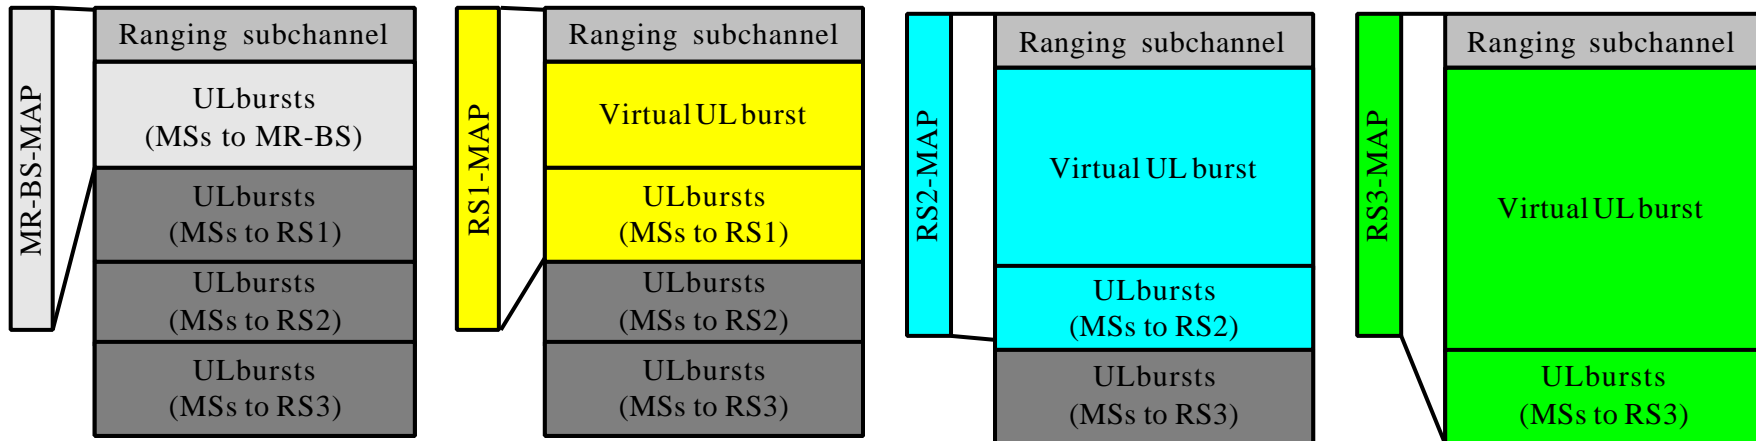 MR-BS-MAP
Ranging subchannel
ULbursts
(MSs to MR-BS)
ULbursts
(MSs to RS1)
ULbursts
(MSs to RS2)
ULbursts
(MSs to RS3)
RS1-MAP
Ranging subchannel
Virtual UL burst
ULbursts
(MSs to RS1)
ULbursts
(MSs to RS2)
ULbursts
(MSs to RS3)
RS2-MAP
Ranging subchannel
Virtual UL burst
ULbursts
(MSs to RS2)
ULbursts
(MSs to RS3)
RS3-MAP
Ranging subchannel
Virtual UL burst
ULbursts
(MSs to RS3)